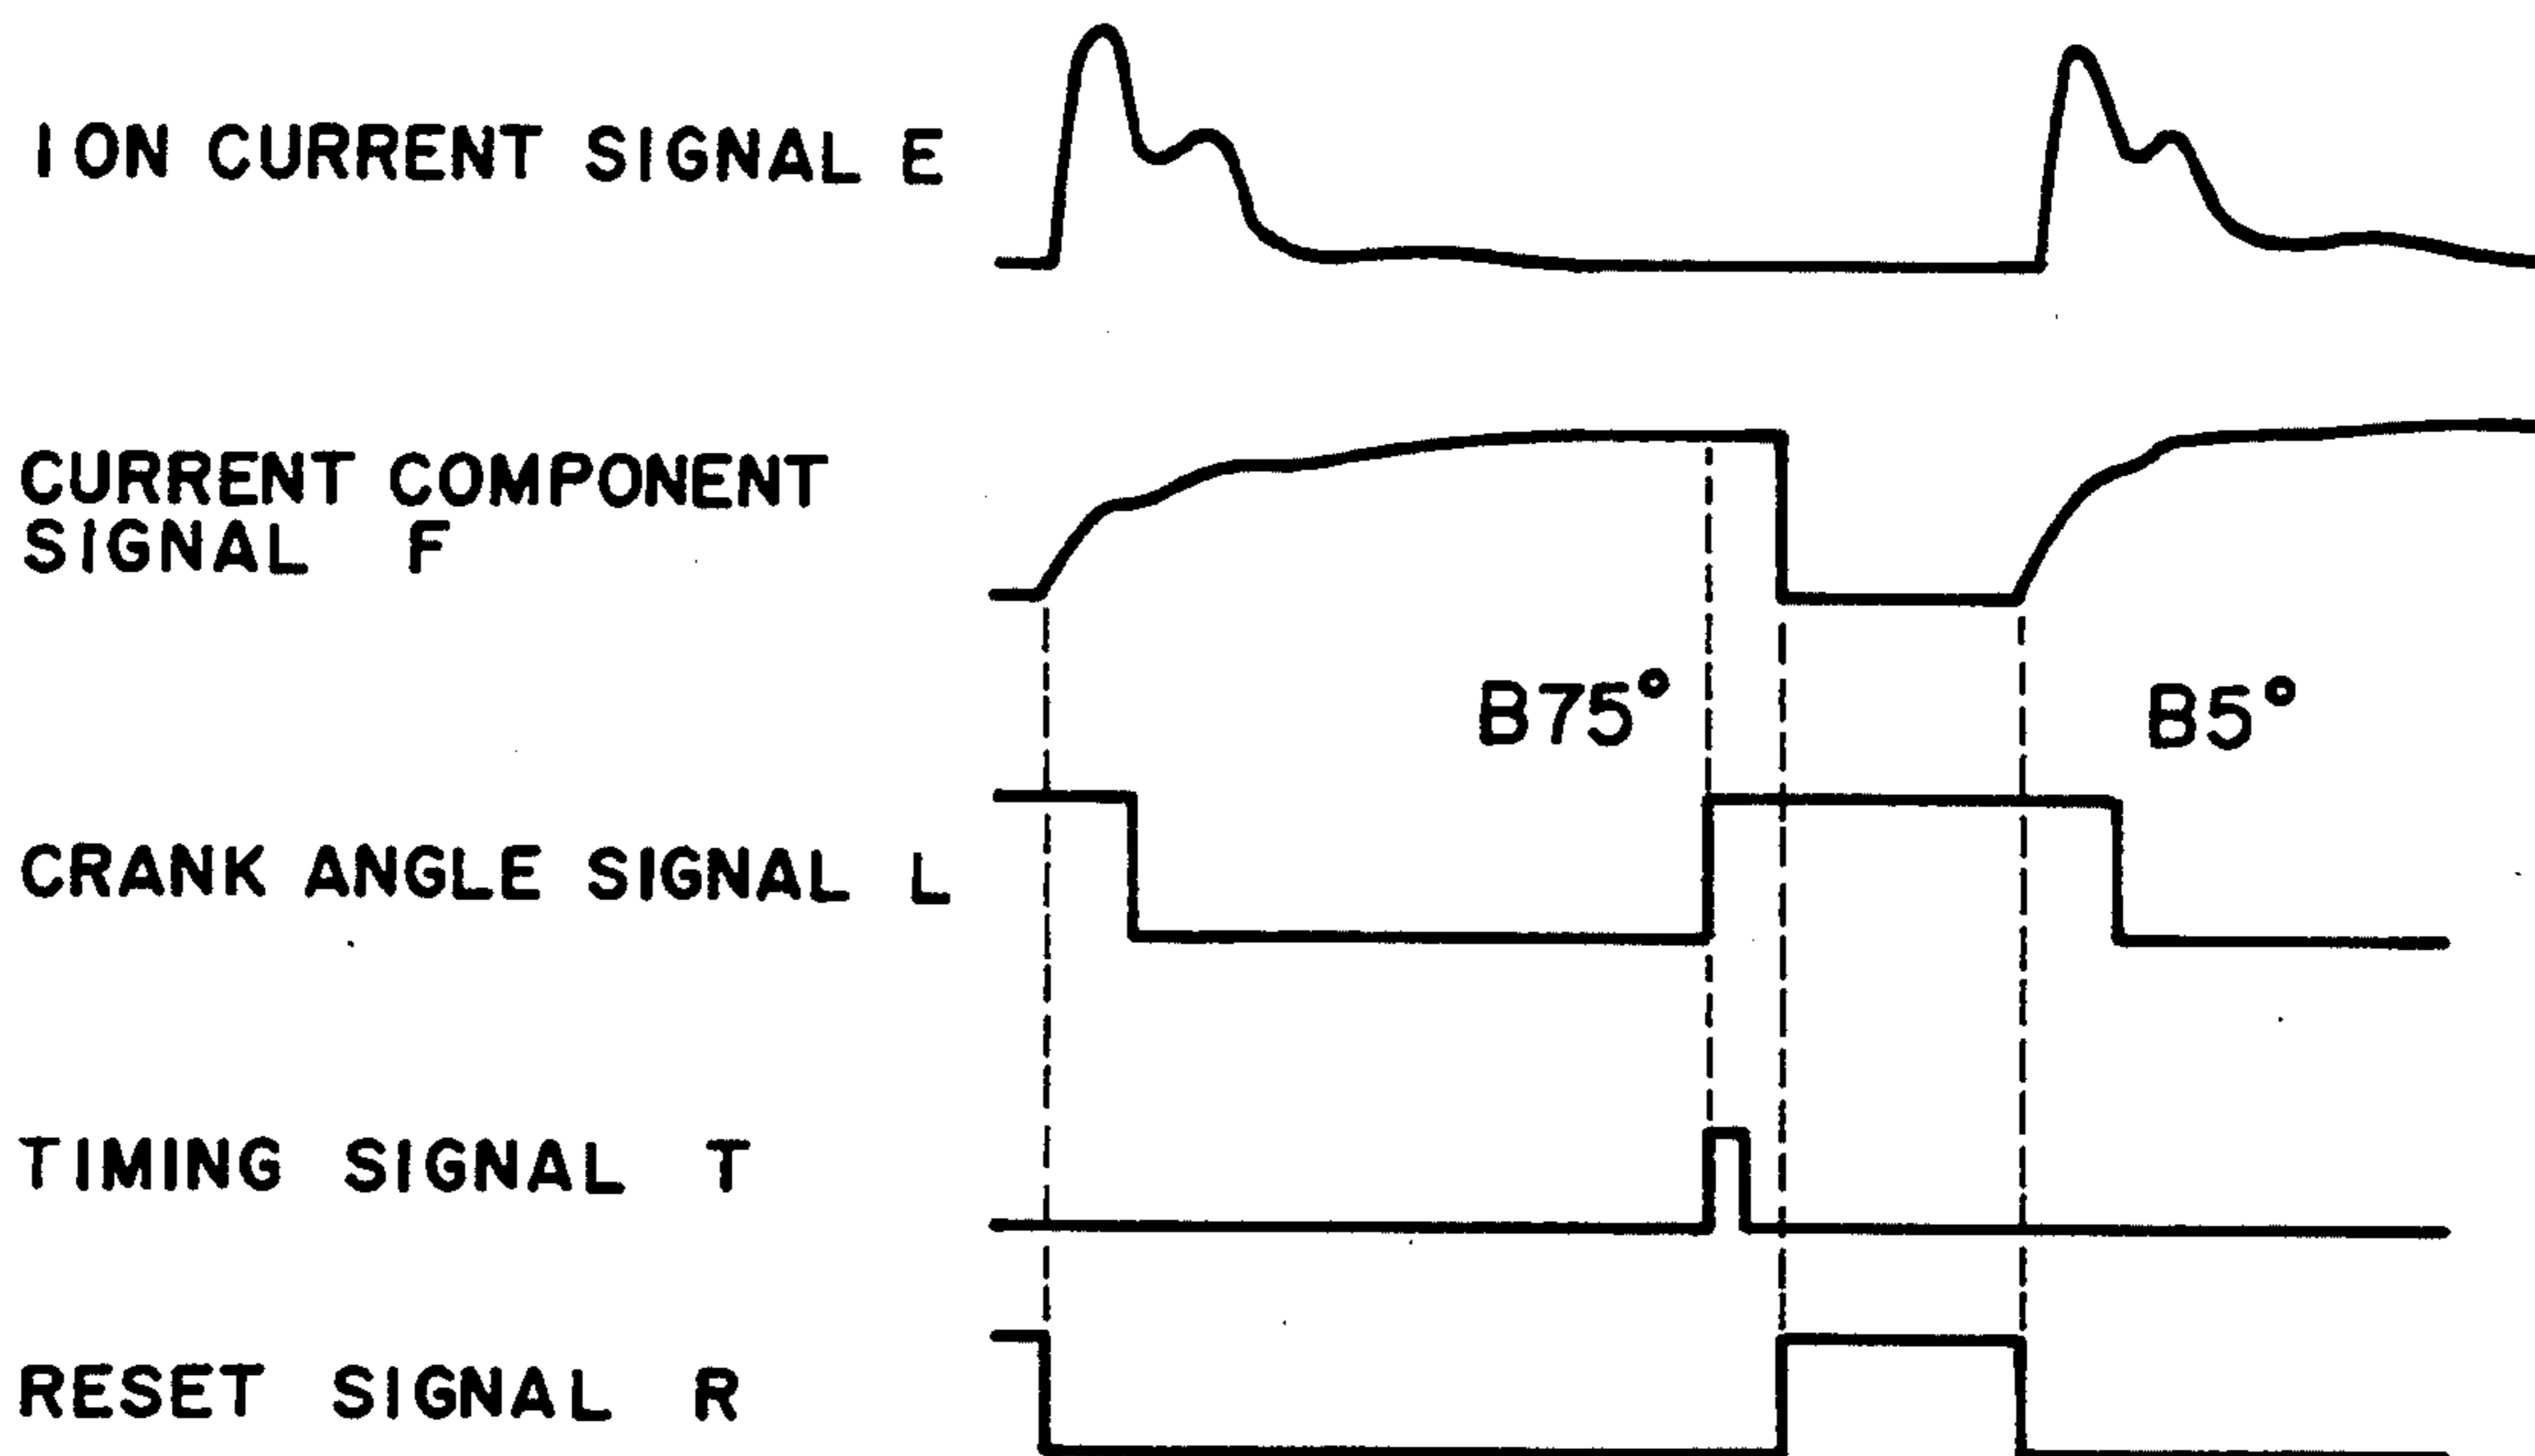 ION CURRENT SIGNAL E
CURRENT COMPONENT
SIGNAL F
B75°
B5°
CRANK ANGLE SIGNAL L
TIMING SIGNAL T
RESET SIGNAL R